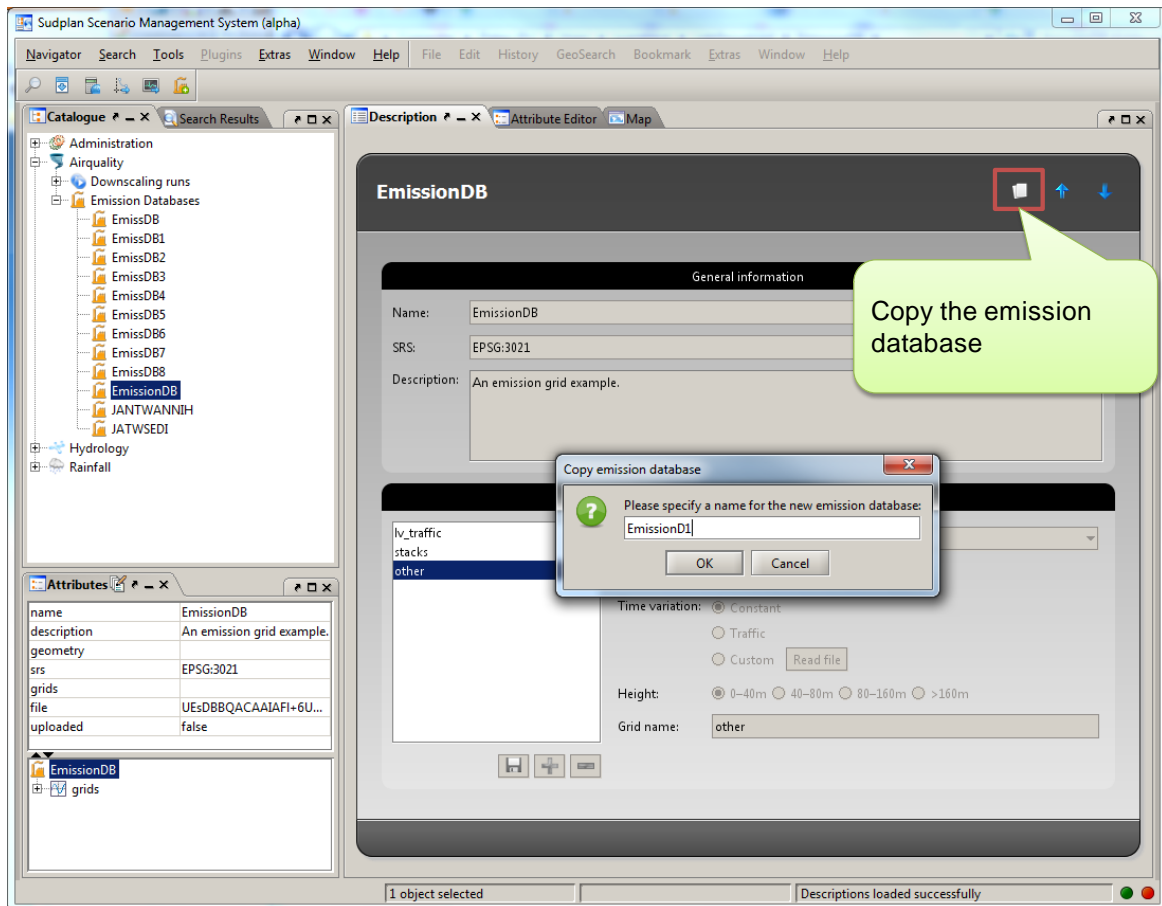 Sudplan Scenario Management System (alpha)
Navigator Search Tools Plugins Extras Window Help File Edit History GeoSearch Bookmark Extras Window Help
Catalogue Search Results
Description Attribute Editor Map
Administration
Airquality
Downscaling runs
Emission Databases
EmissDB
EmissDB1
EmissDB2
EmissDB3
EmissDB4
EmissDB5
EmissDB6
EmissDB7
EmissDB8
EmissionDB
JANTWANNIH
JATWSEDI
Hydrology
Rainfall
EmissionDB
Copy the emission
database
General information
Name: EmissionDB
SRS: EPSG:3021
Description: An emission grid example.
Copy emission database
Please specify a name for the new emission database:
EmissionD1
OK Cancel
lv_traffic
stacks
other
Time variation: Constant
Traffic
Custom Read file
Height: 0–40m 40–80m 80–160m >160m
Grid name: other
Attributes
name EmissionDB
description An emission grid example.
geometry
srs EPSG:3021
grids
file UEsDBBQACAAIAFI+6U...
uploaded false
EmissionDB
grids
1 object selected Descriptions loaded successfully